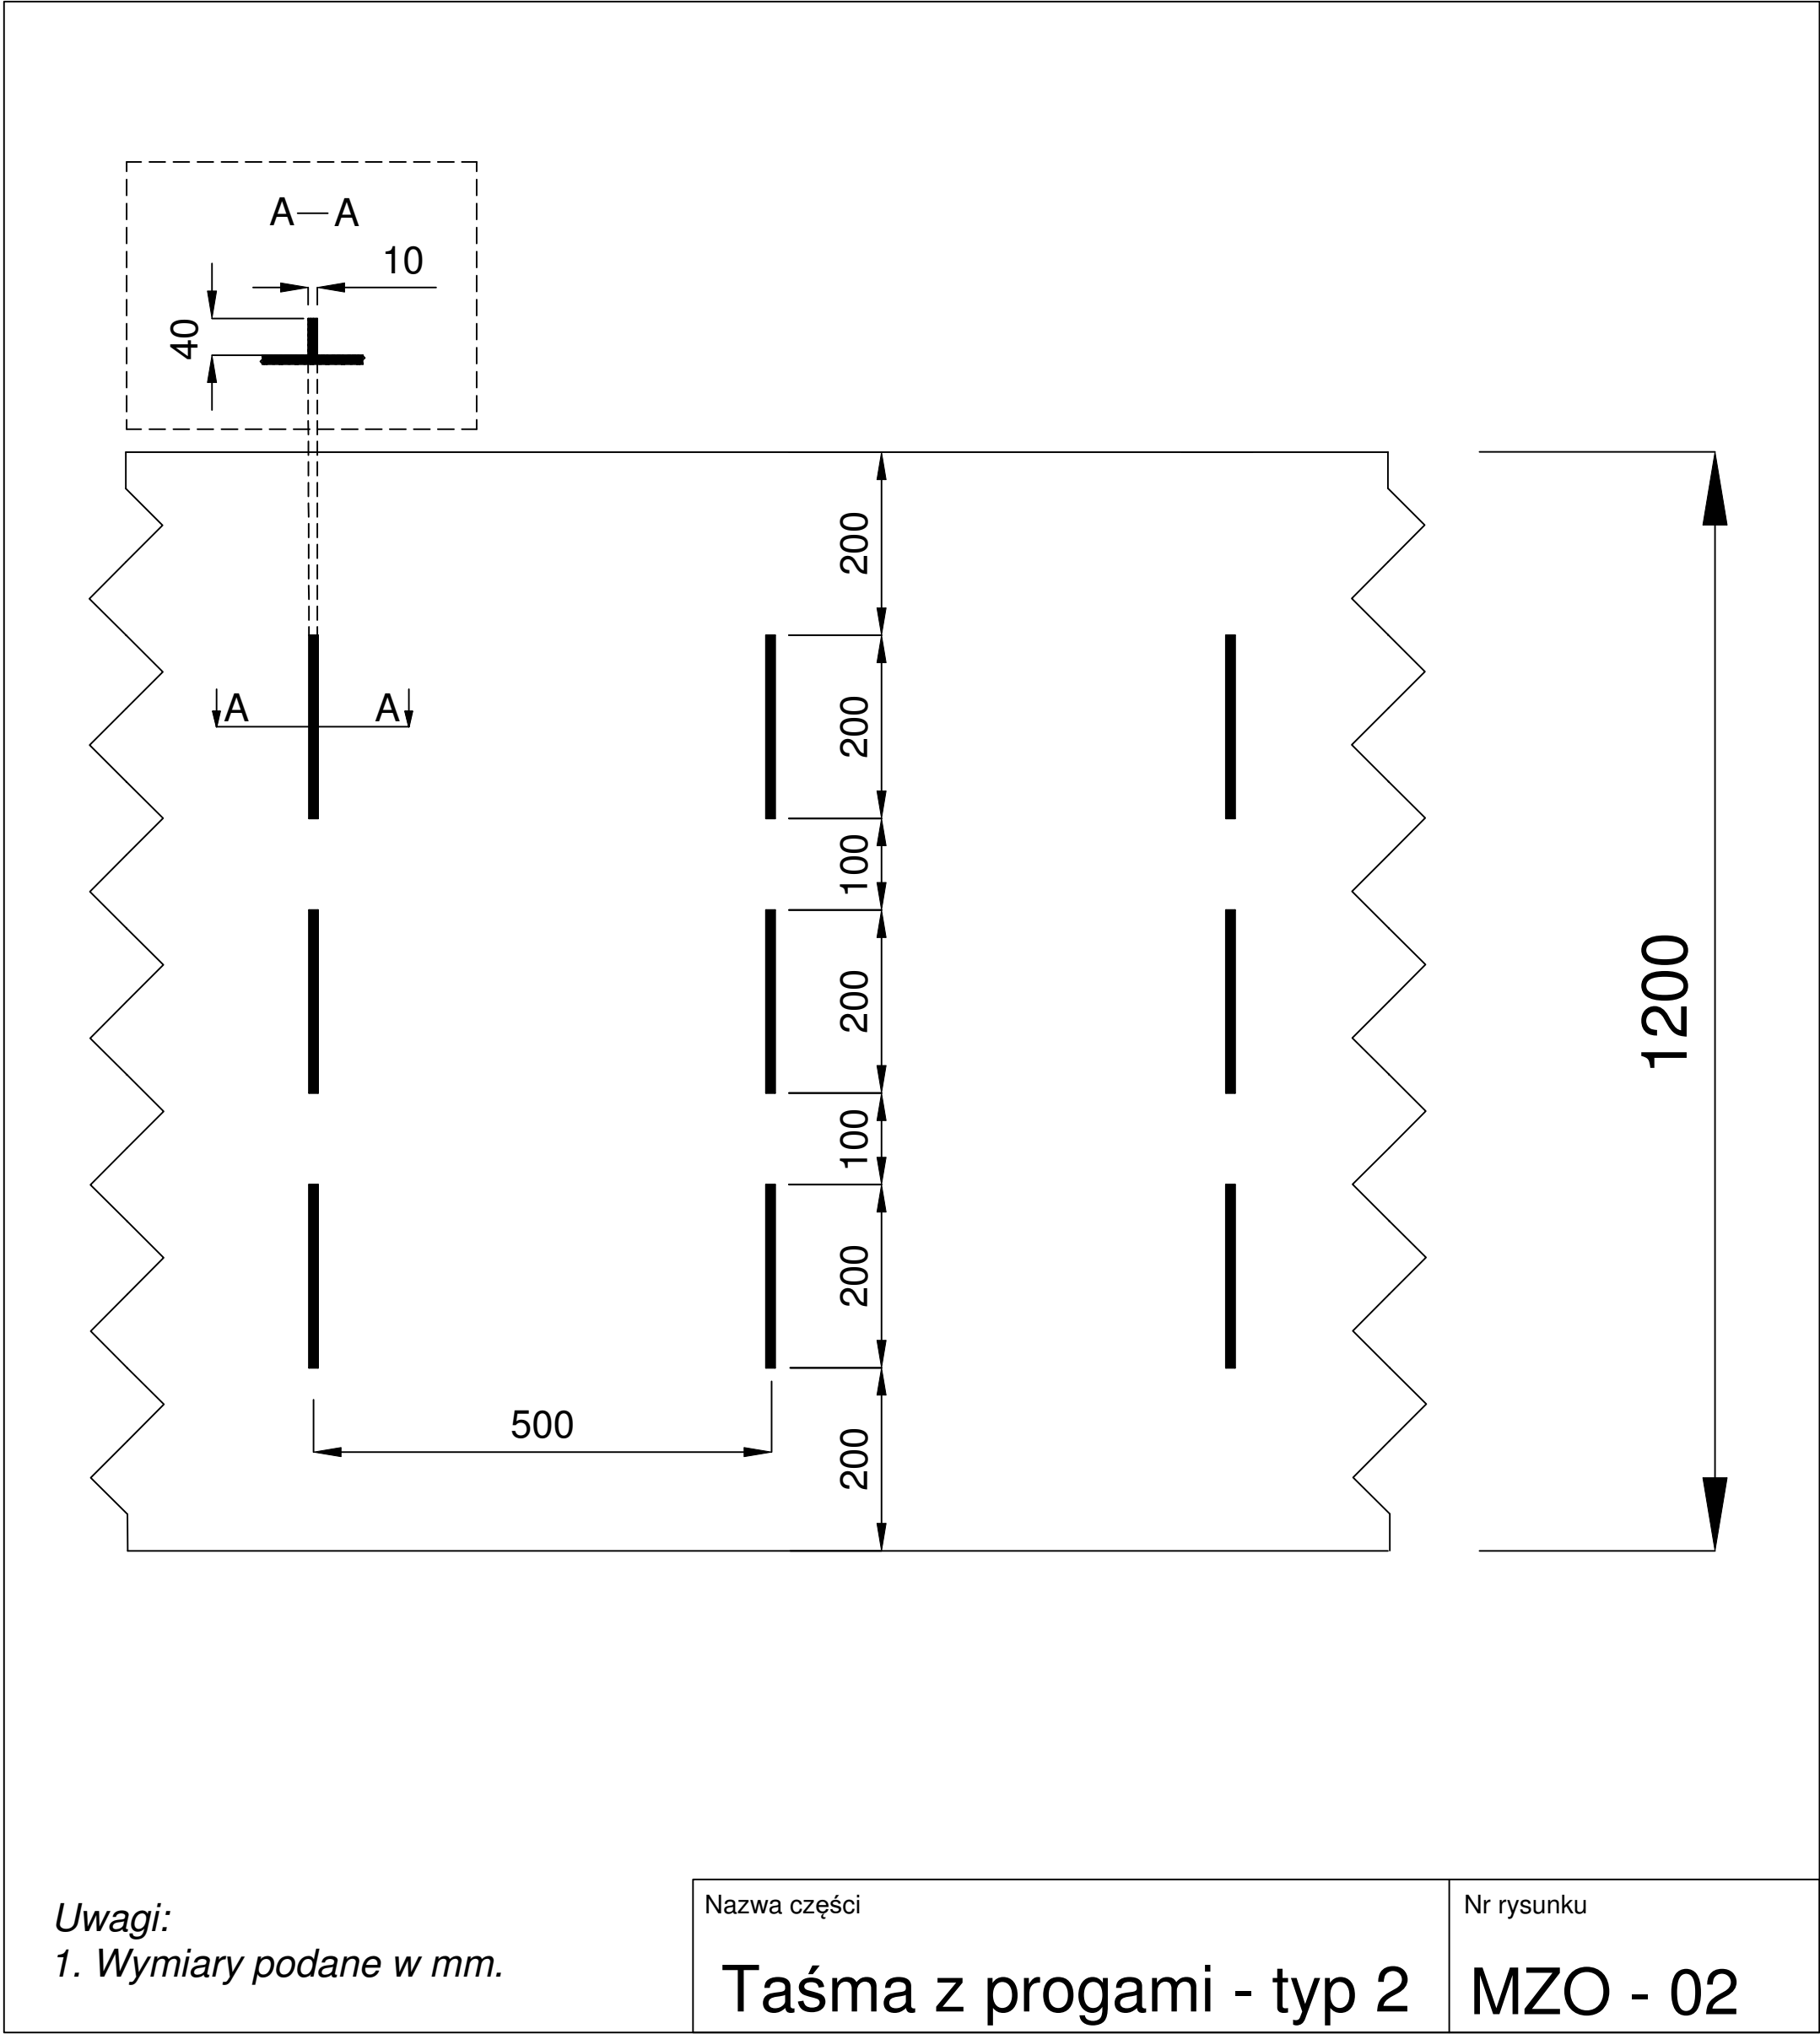 A—A
10
40
200
A A
200
100
200
1200
100
200
500
200
Uwagi:
1. Wymiary podane w mm.
Nazwa części
Taśma z progami - typ 2
Nr rysunku
MZO - 02